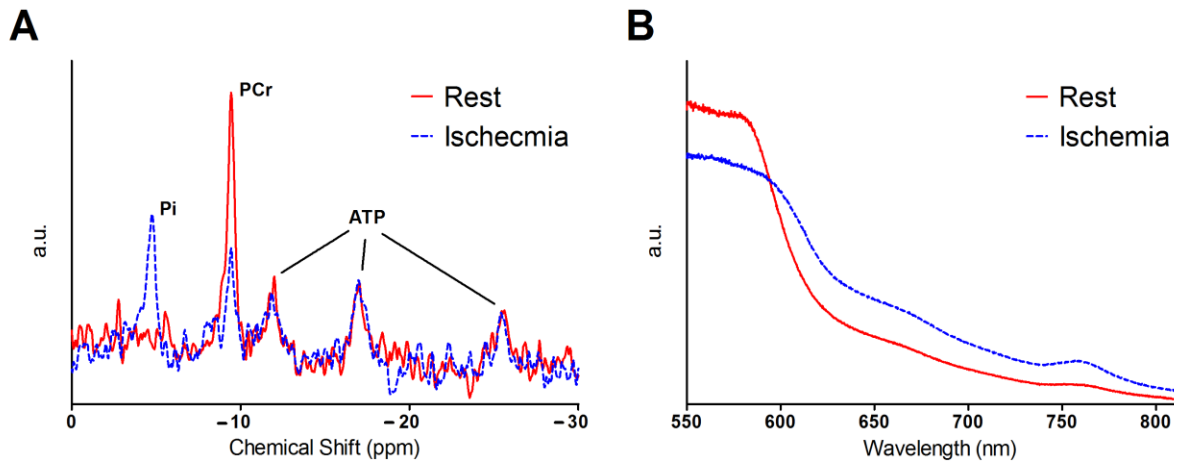 A
PCr
Rest
Ischecmia
Pi
ATP
a.u.
0
−10
−20
−30
Chemical Shift (ppm)
B
Rest
Ischemia
a.u.
550
600
650
700
750
800
Wavelength (nm)